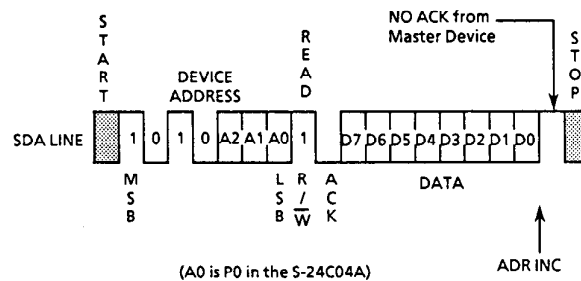 NO ACK from
Master Device
START
DEVICE
ADDRESS
READ
STOP
SDA LINE
1 0 1 0 A2 A1 A0 1 D7 D6 D5 D4 D3 D2 D1 D0
MSB
LSB
R/W
ACK
DATA
ADR INC
(A0 is P0 in the S-24C04A)